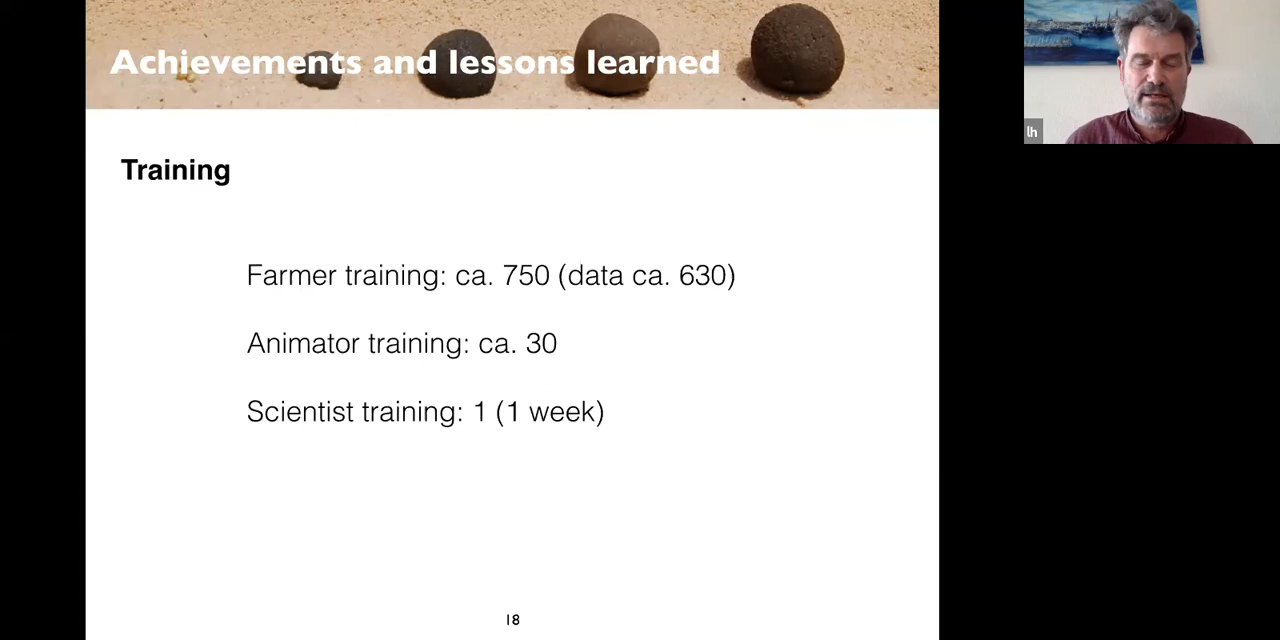 Achievements and lessons learned
lh
Training
Farmer training: ca. 750 (data ca. 630)
Animator training: ca. 30
Scientist training: 1 (1 week)
18